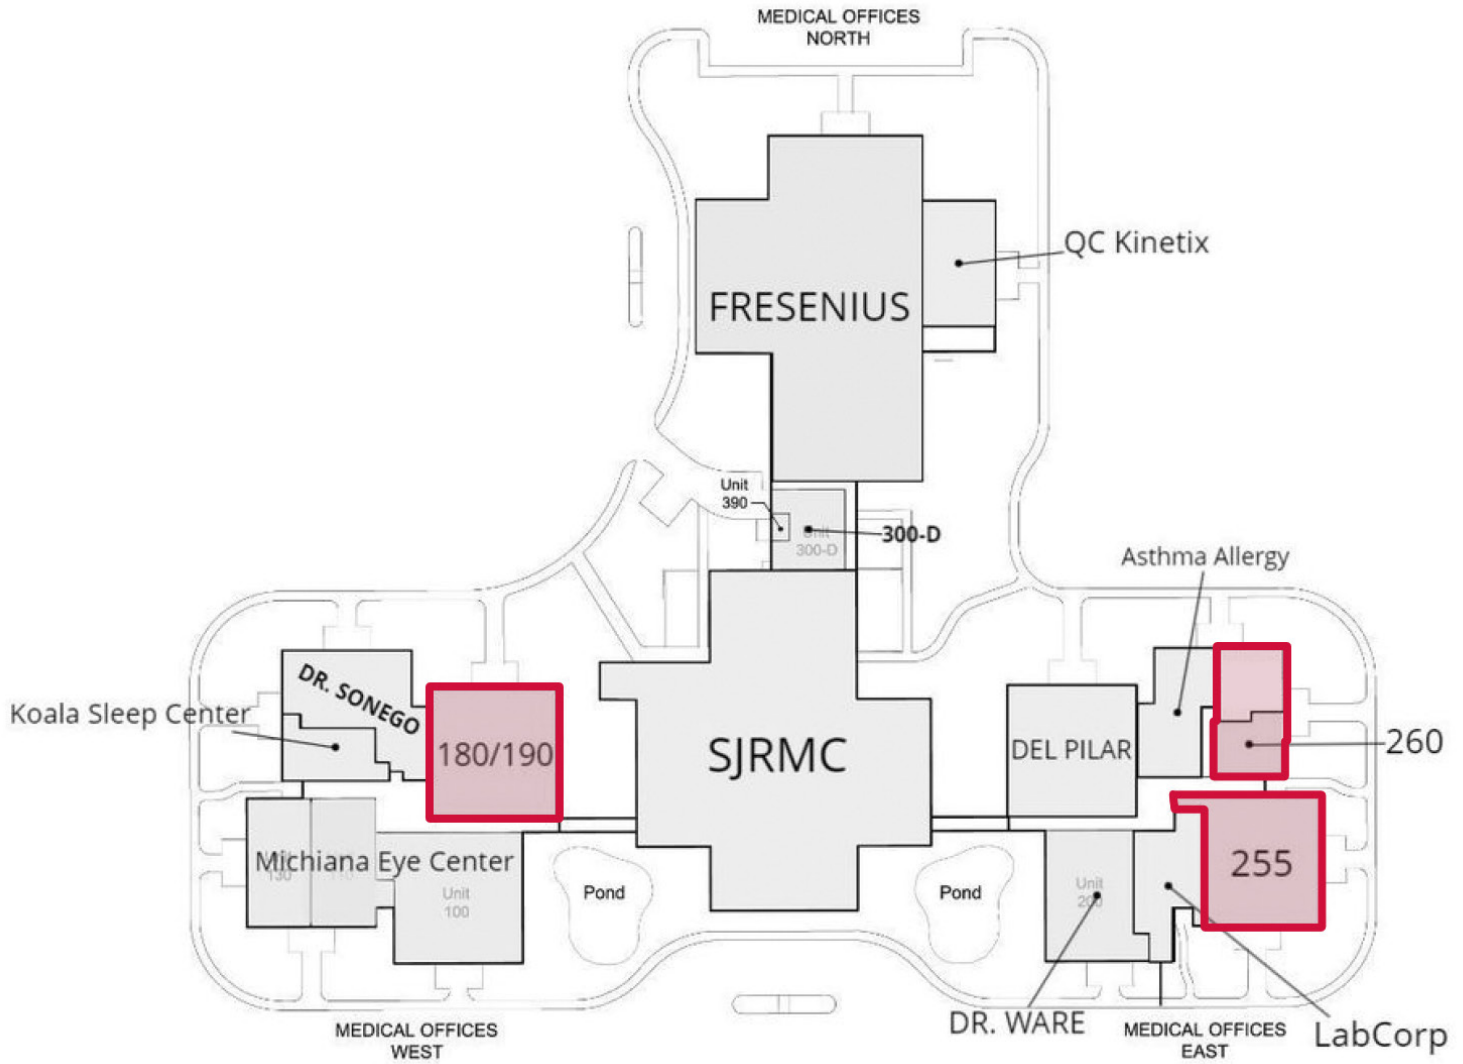 MEDICAL OFFICES
NORTH
QC Kinetix
FRESENIUS
Unit
390
300-D
Unit
300-D
Asthma Allergy
DR. SONEGO
Koala Sleep Center
180/190
SJRMC
DEL PILAR
260
Michiana Eye Center
130
Unit
100
Pond
Pond
Unit
200
255
DR. WARE
LabCorp
MEDICAL OFFICES
WEST
MEDICAL OFFICES
EAST